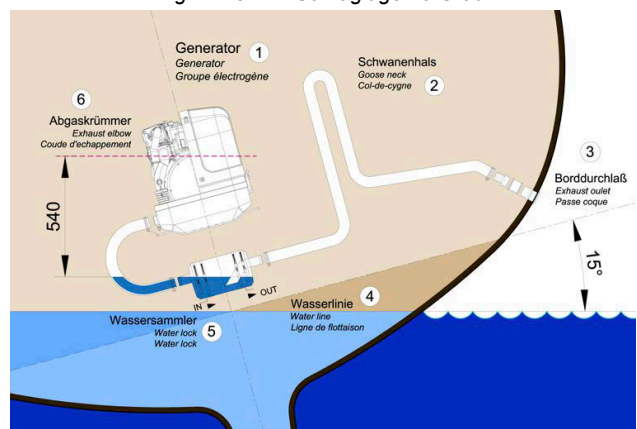 Generator
Generator
Groupe électrogène
1
Schwanenhals
Goose neck
Col-de-cygne
2
6
Abgaskrümmer
Exhaust elbow
Coude d'echappement
3
Borddurchlaß
Exhaust oulet
Passe coque
540
15°
IN
OUT
Wassersammler
Water lock
Water lock
5
Wasserlinie
Water line
Ligne de flottaison
4